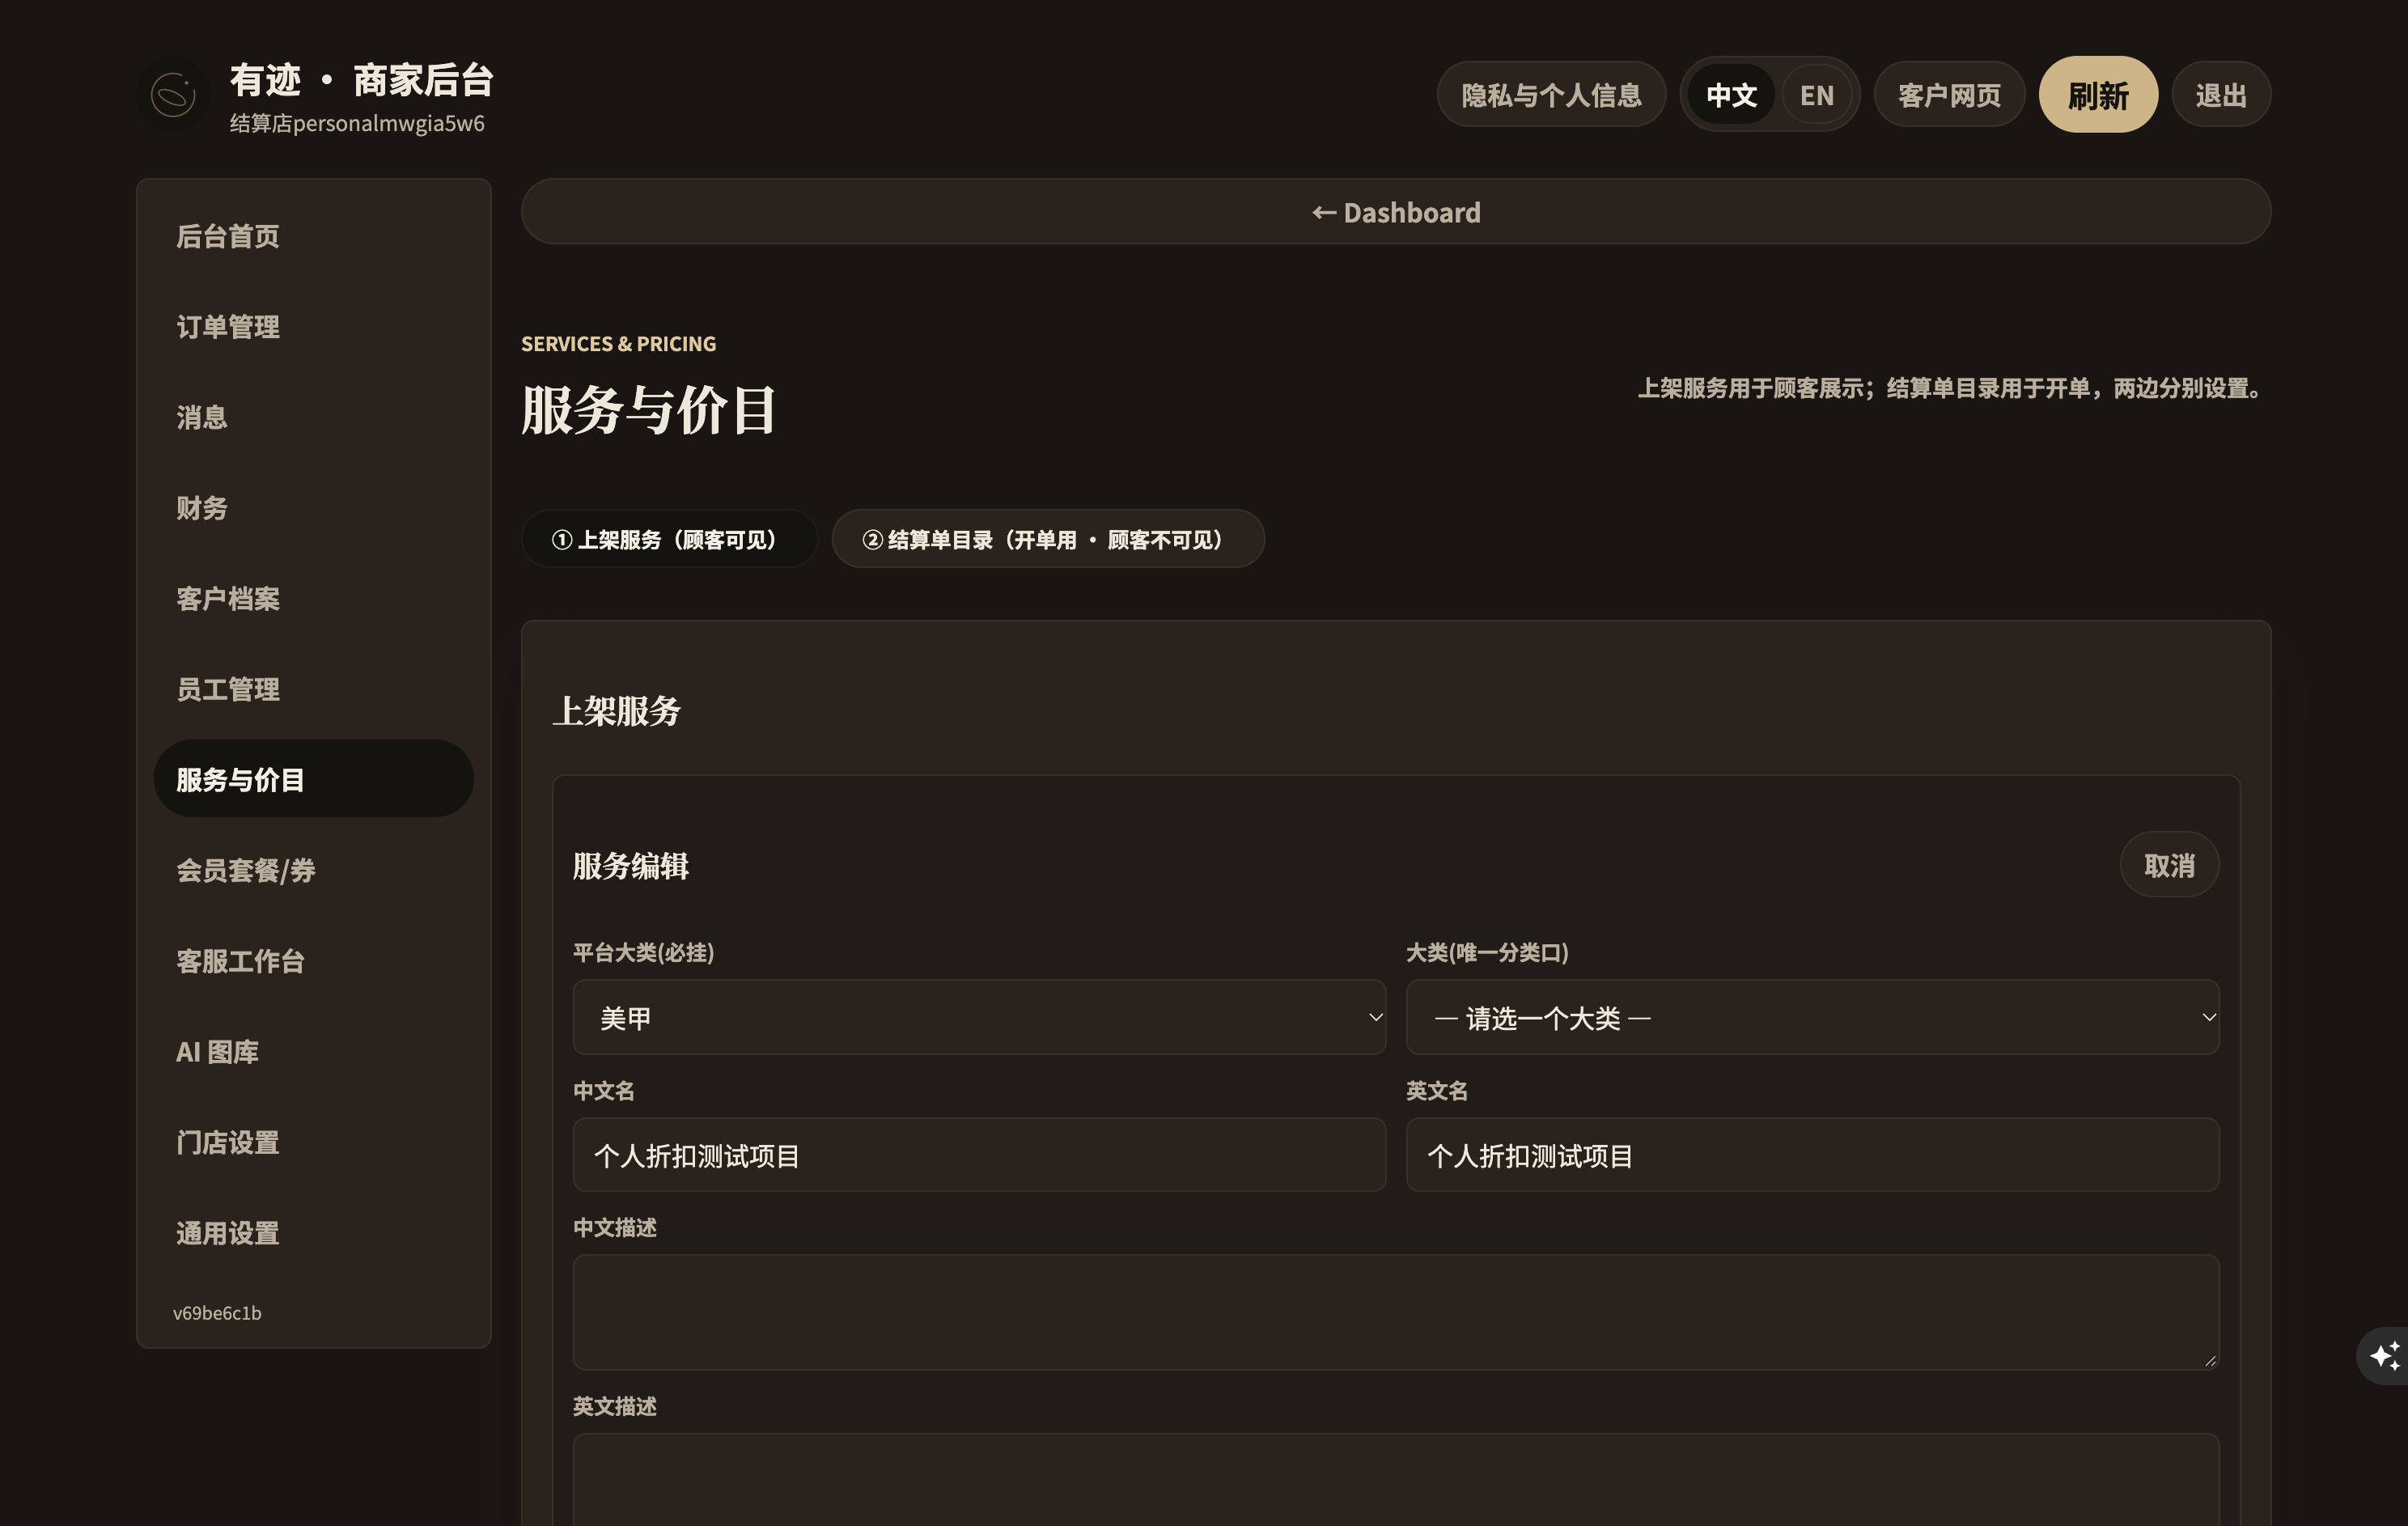 有迹 · 商家后台
结算店personalmwgia5w6
隐私与个人信息
中文
EN
客户网页
刷新
退出
后台首页
订单管理
消息
财务
客户档案
员工管理
服务与价目
会员套餐/券
客服工作台
AI 图库
门店设置
通用设置
v69be6c1b
← Dashboard
SERVICES & PRICING
服务与价目
上架服务用于顾客展示；结算单目录用于开单，两边分别设置。
① 上架服务（顾客可见）
② 结算单目录（开单用 · 顾客不可见）
上架服务
服务编辑
取消
平台大类(必挂)
大类(唯一分类口)
美甲
— 请选一个大类 —
中文名
英文名
个人折扣测试项目
个人折扣测试项目
中文描述
英文描述